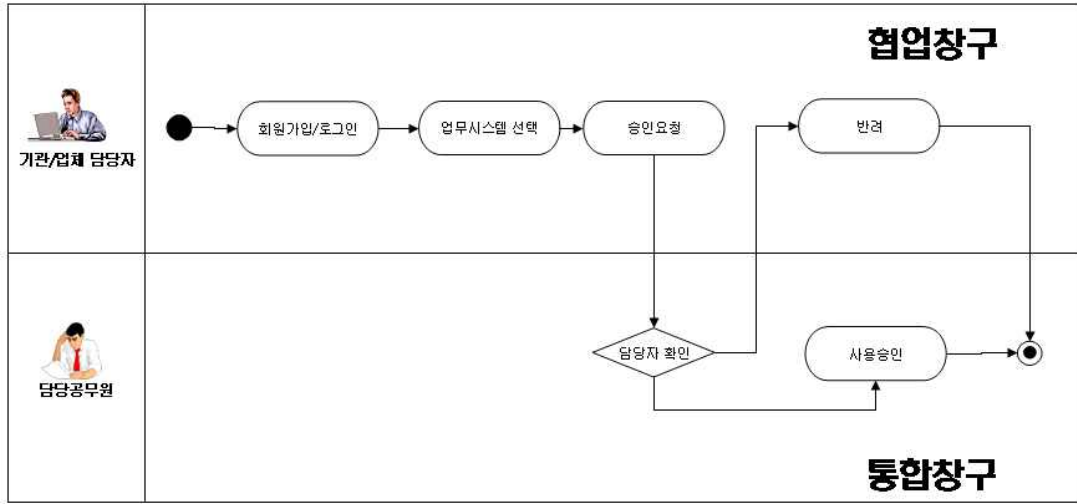 협업창구
기관/업체 담당자
회원가입/로그인
업무시스템 선택
승인요청
반려
담당공무원
담당자 확인
사용승인
통합창구